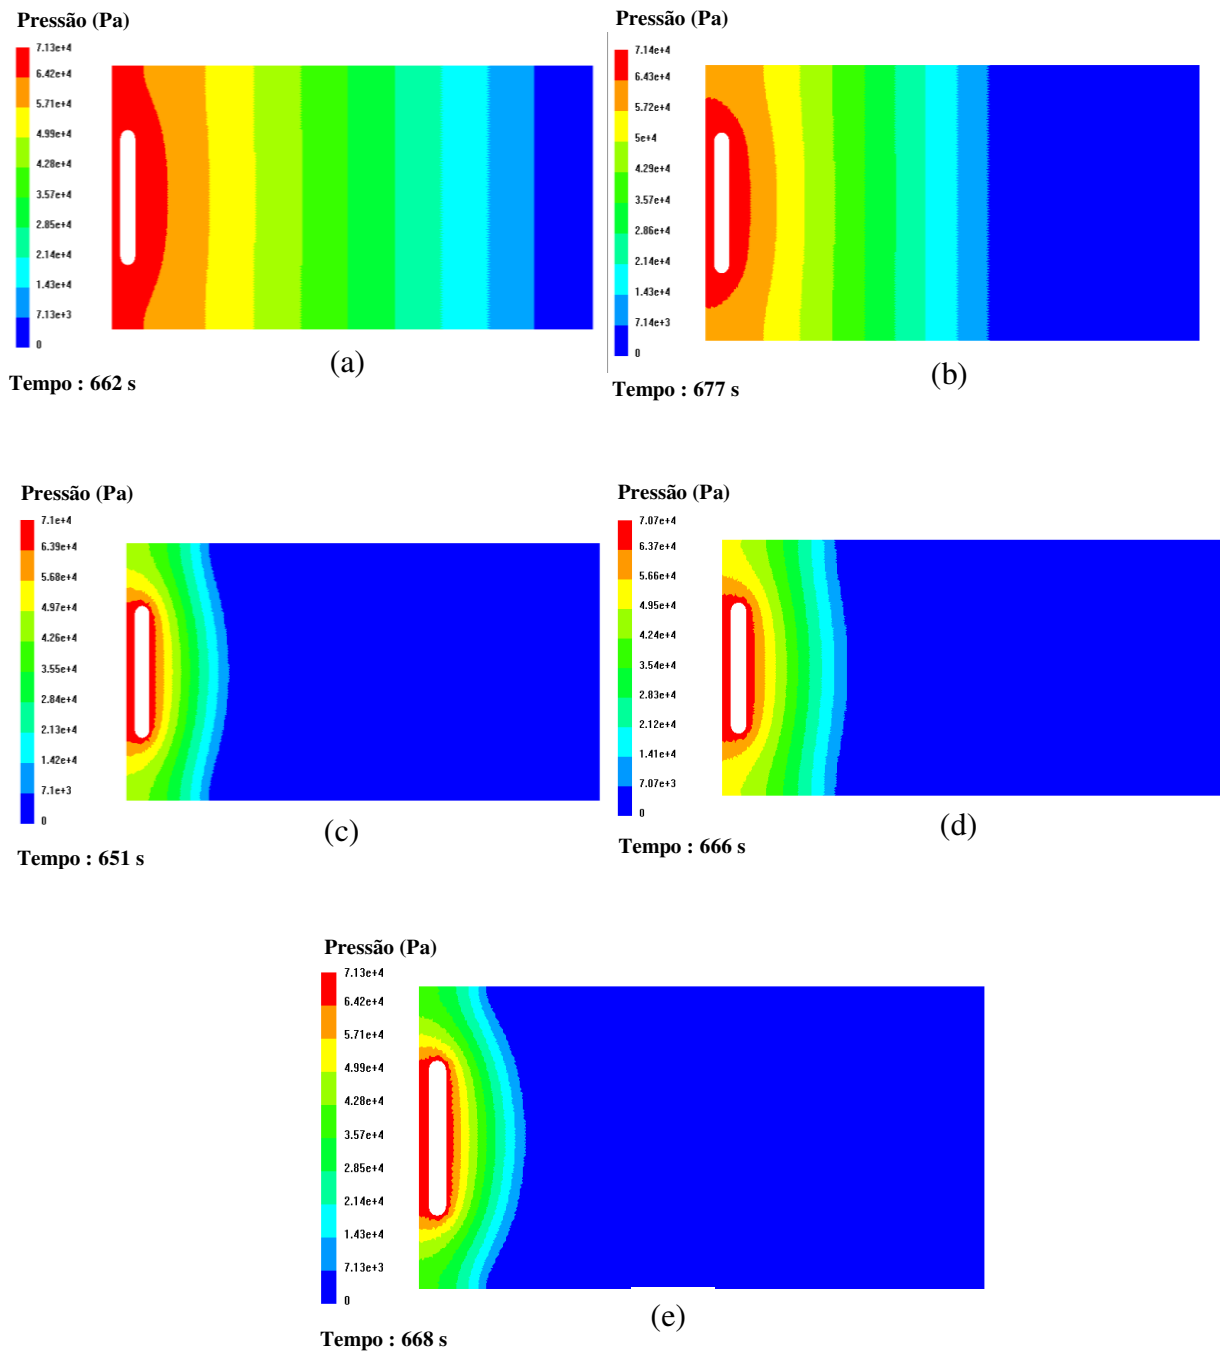 Pressão (Pa)
7.13e+4
6.42e+4
5.71e+4
4.99e+4
4.28e+4
3.57e+4
2.85e+4
2.14e+4
1.43e+4
7.13e+3
0
(a)
Tempo : 662 s
Pressão (Pa)
7.14e+4
6.43e+4
5.72e+4
5e+4
4.29e+4
3.57e+4
2.86e+4
2.14e+4
1.43e+4
7.14e+3
0
(b)
Tempo : 677 s
Pressão (Pa)
7.1e+4
6.39e+4
5.68e+4
4.97e+4
4.26e+4
3.55e+4
2.84e+4
2.13e+4
1.42e+4
7.1e+3
0
(c)
Tempo : 651 s
Pressão (Pa)
7.07e+4
6.37e+4
5.66e+4
4.95e+4
4.24e+4
3.54e+4
2.83e+4
2.12e+4
1.41e+4
7.07e+3
0
(d)
Tempo : 666 s
Pressão (Pa)
7.13e+4
6.42e+4
5.71e+4
4.99e+4
4.28e+4
3.57e+4
2.85e+4
2.14e+4
1.43e+4
7.13e+3
0
(e)
Tempo : 668 s